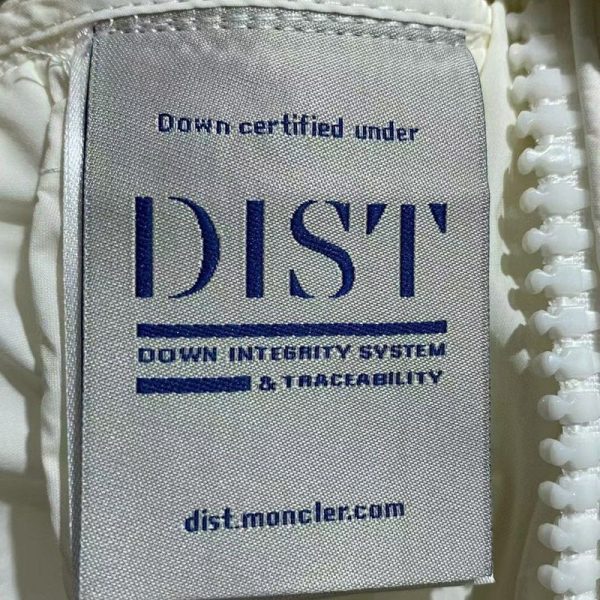 Down certified under
DIST
DOWN INTEGRITY SYSTEM
& TRACEABILITY
dist.moncler.com